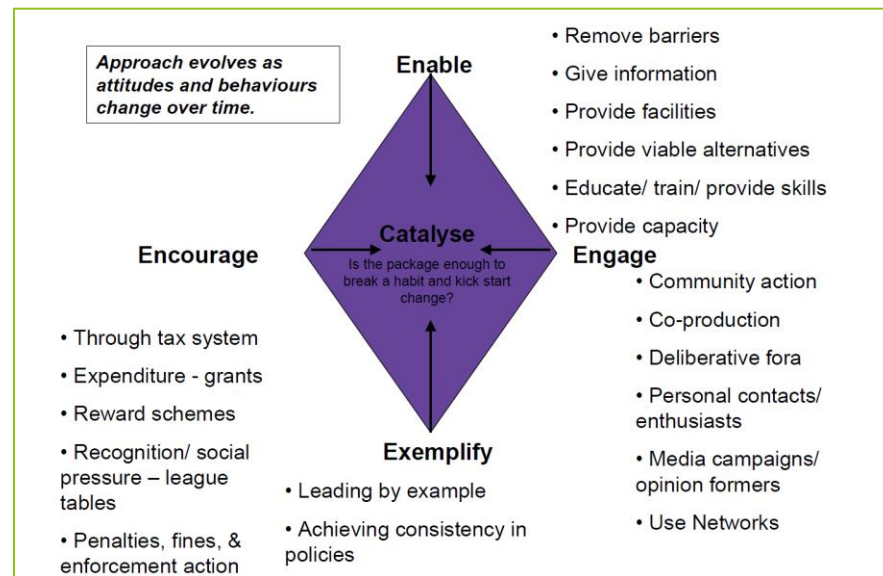 Approach evolves as
attitudes and behaviours
change over time.
Enable
• Remove barriers
• Give information
• Provide facilities
• Provide viable alternatives
• Educate/ train/ provide skills
• Provide capacity
Catalyse
Is the package enough to
break a habit and kick start
change?
Encourage
• Through tax system
• Expenditure - grants
• Reward schemes
• Recognition/ social
pressure – league
tables
• Penalties, fines, &
enforcement action
Engage
• Community action
• Co-production
• Deliberative fora
• Personal contacts/
enthusiasts
• Media campaigns/
opinion formers
• Use Networks
Exemplify
• Leading by example
• Achieving consistency in
policies